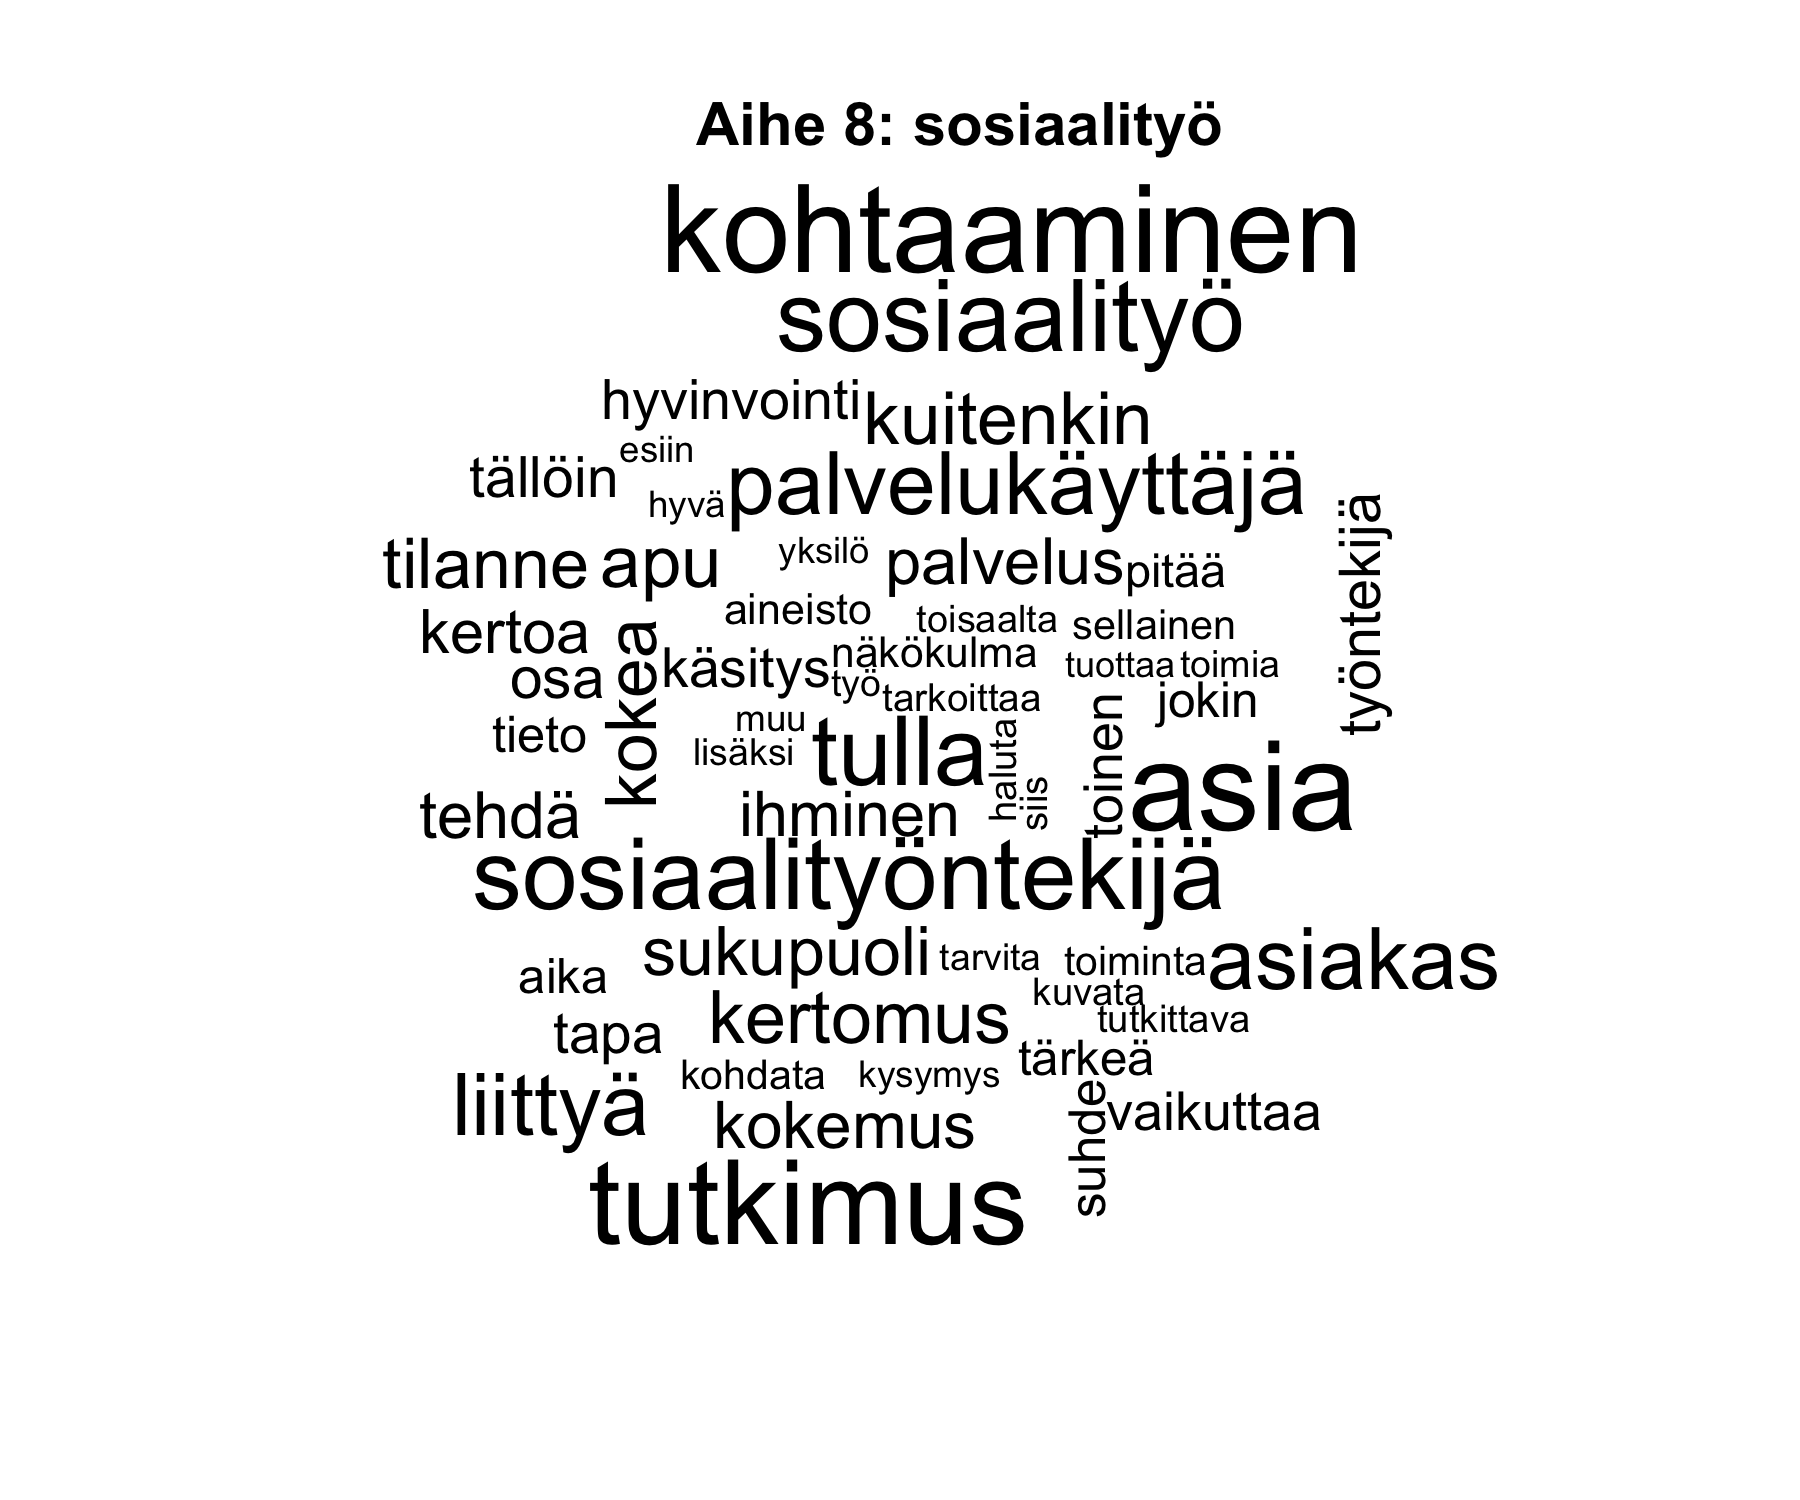 Aihe 8: sosiaalityö
kohtaaminen
sosiaalityö
hyvinvointi kuitenkin
esiin
tällöin
hyvä palvelukäyttäjä
työntekijä
tilanne apu yksilö palvelus pitää
aineisto toisaalta sellainen
kertoa kokea käsitys näkökulma tuottaa toimia
osa työ tarkoittaa jokin
tieto muu tulla haluta toinen
lisäksi siis asia
tehdä ihminen
sosiaalityöntekijä
sukupuoli tarvita toiminta asiakas
aika kuvata
kertomus tutkittava
tapa tärkeä
kohdata kysymys
liittyä kokemus suhde vaikuttaa
tutkimus